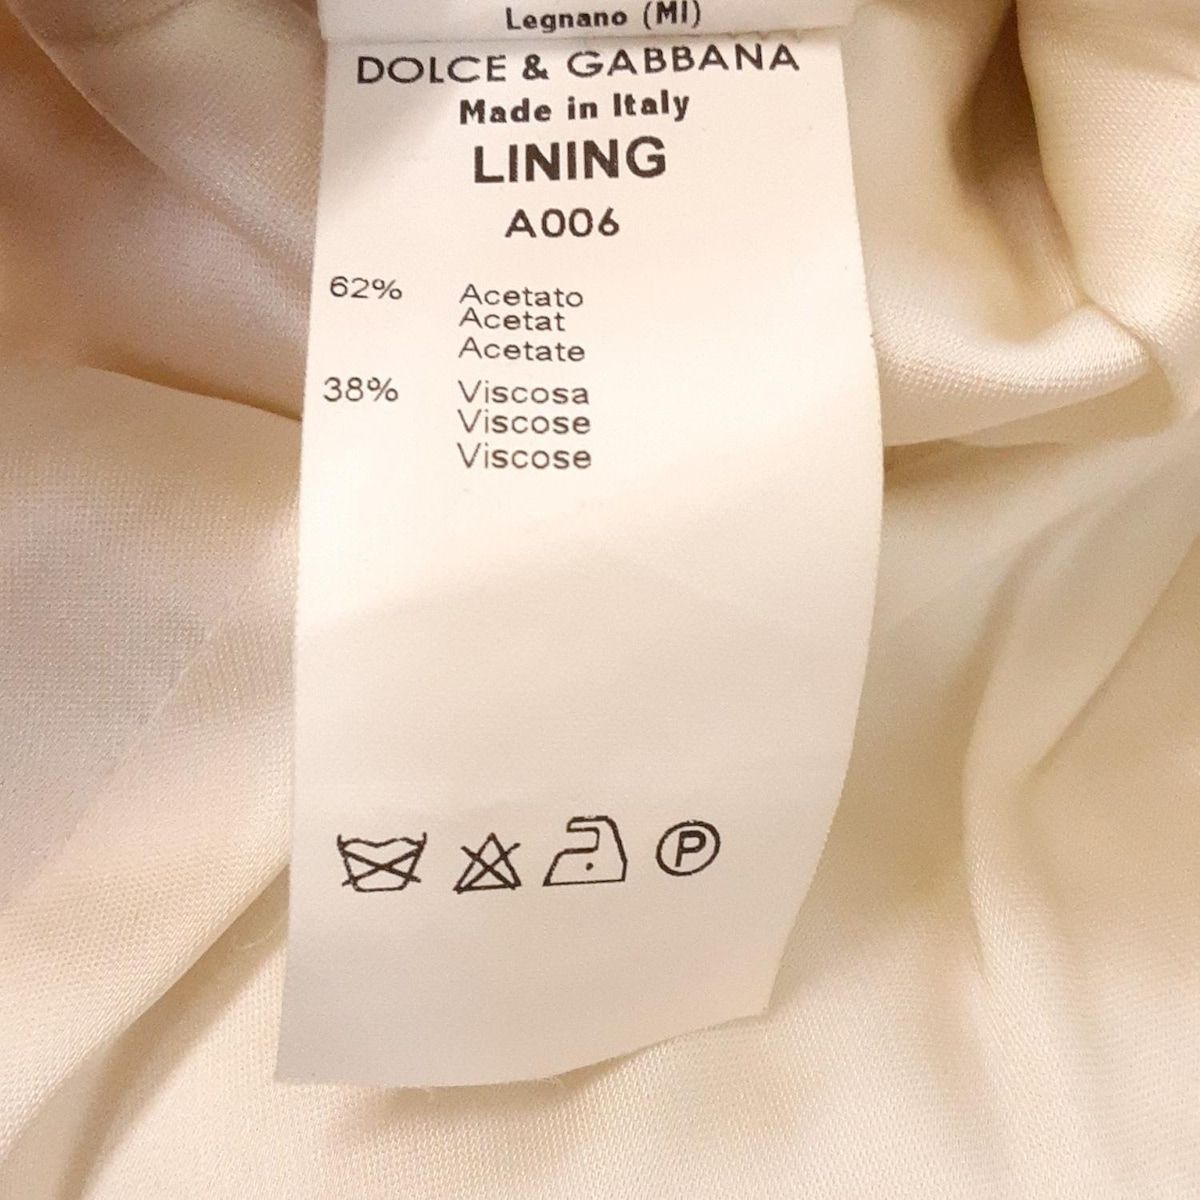 Legnano (MI)
DOLCE & GABBANA
Made in Italy
LINING
A006
62% Acetato
Acetat
Acetate
38% Viscosa
Viscose
Viscose
P